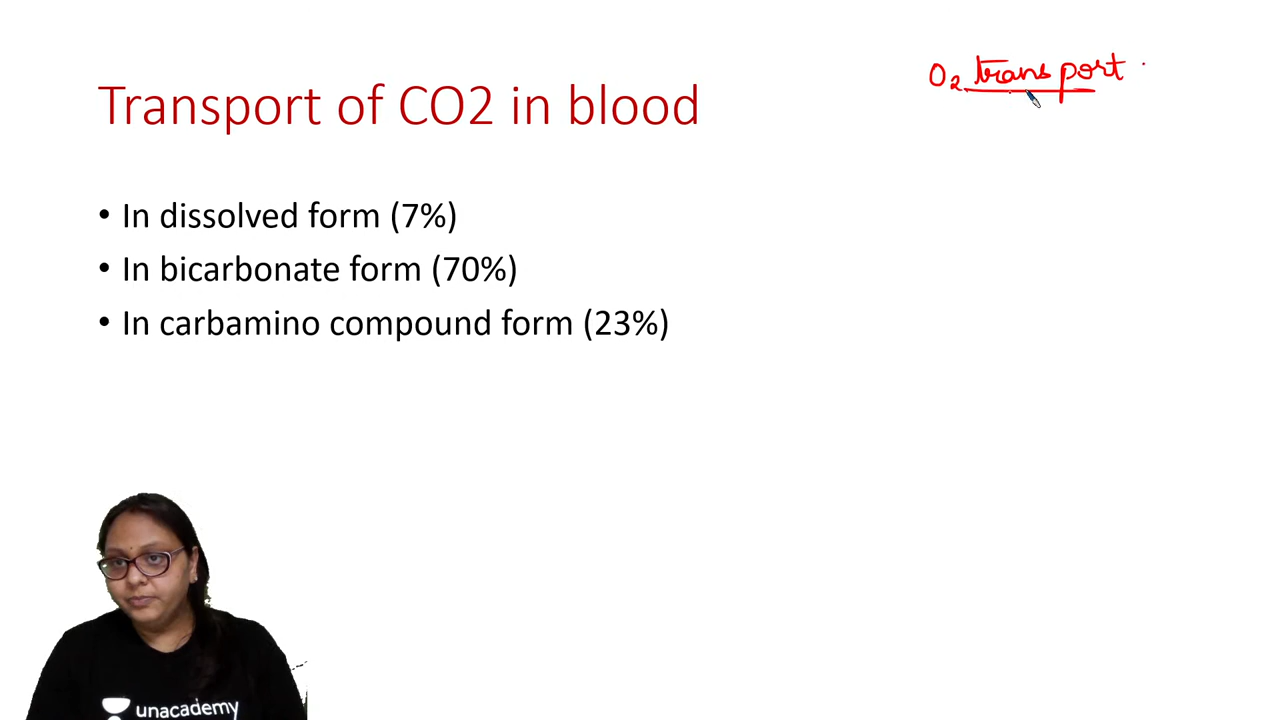 O2 transport
Transport of CO2 in blood
• In dissolved form (7%)
• In bicarbonate form (70%)
• In carbamino compound form (23%)
unacademy